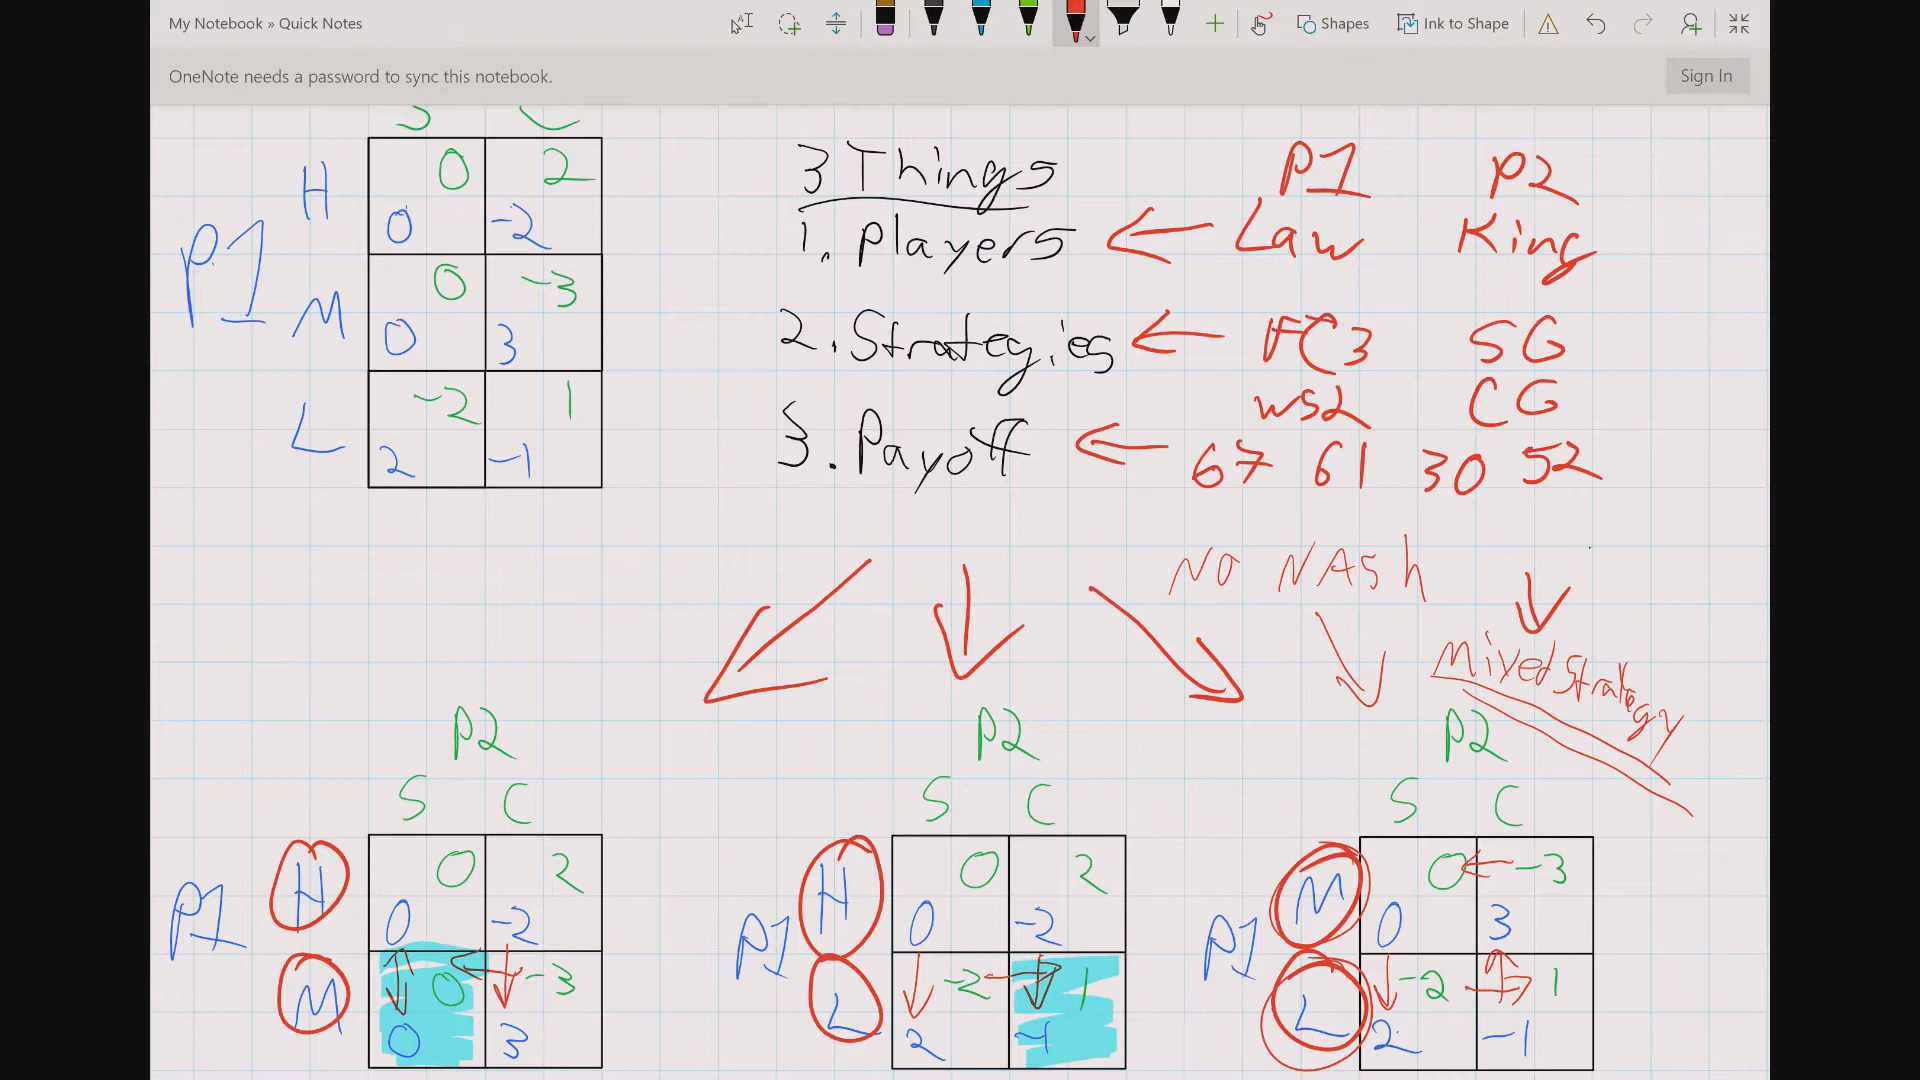 My Notebook » Quick Notes
Shapes
Ink to Shape
OneNote needs a password to sync this notebook.
Sign In
S C
P1
H
0 2
0 -2
M
0 -3
0 3
L
-2 1
2 -1
3 Things
1. Players
2. Strategies
3. Payoff
P1 P2
Law King
FC3 SG
WS2 CG
67 61 30 52
NO NASh
Mixed Strategy
P2
S C
P1
H
0 2
0 -2
M
0 -3
0 3
P2
S C
P1
H
0 2
0 -2
L
-2 1
2 -1
P2
S C
P1
M
0 -3
0 3
L
-2 1
2 -1